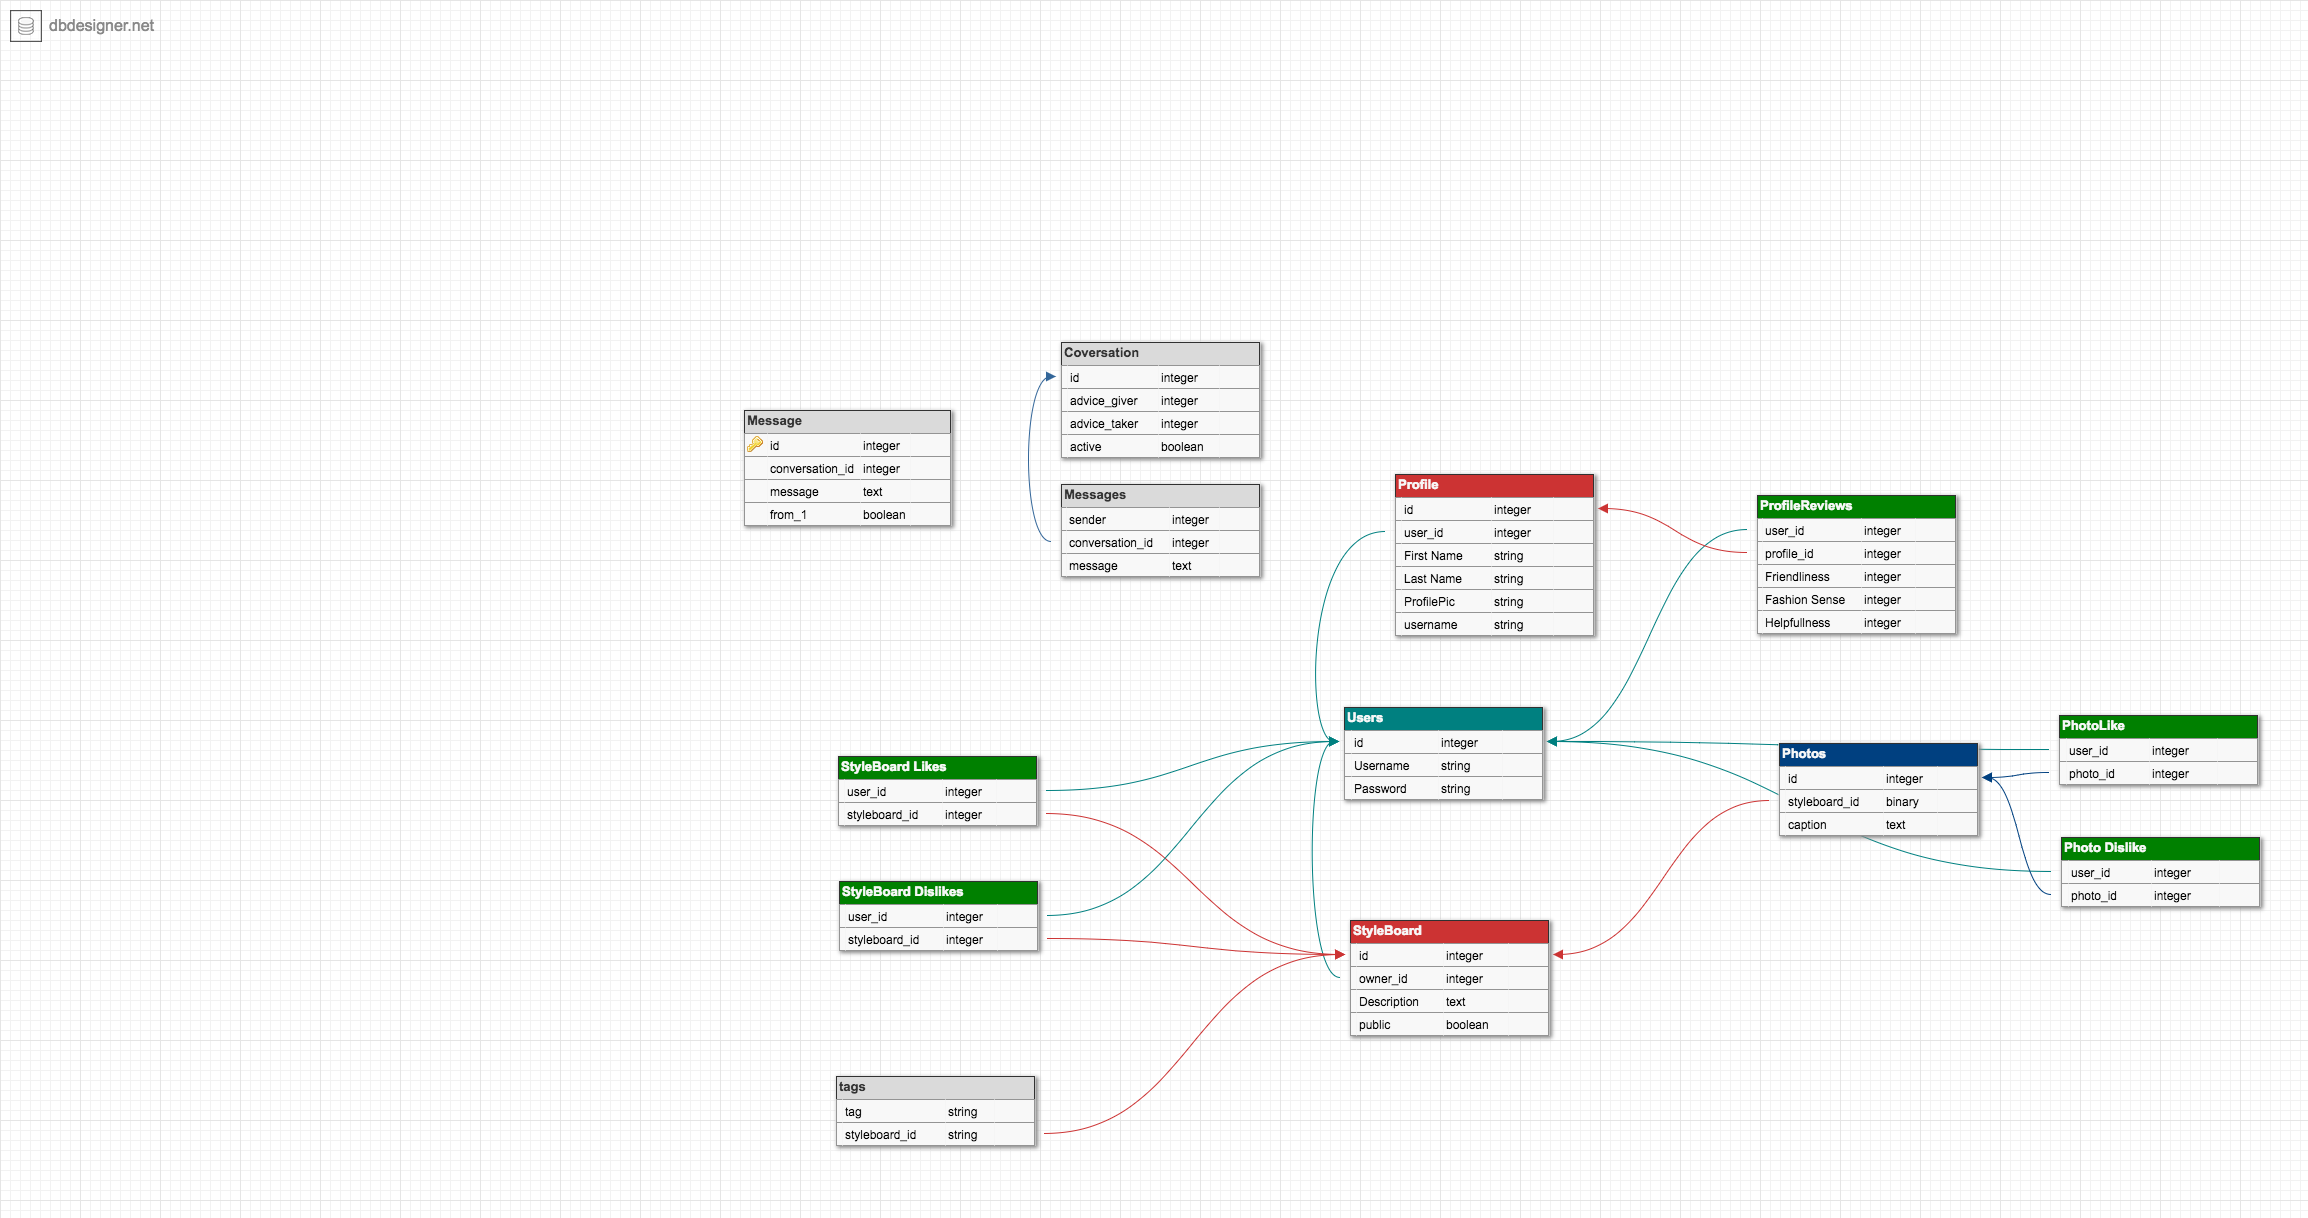 dbdesigner.net
Coversation
id integer
advice_giver integer
advice_taker integer
active boolean
Message
id integer
conversation_id integer
message text
from_1 boolean
Messages
sender integer
conversation_id integer
message text
Profile
id integer
user_id integer
First Name string
Last Name string
ProfilePic string
username string
ProfileReviews
user_id integer
profile_id integer
Friendliness integer
Fashion Sense integer
Helpfullness integer
Users
id integer
Username string
Password string
Photos
id integer
styleboard_id binary
caption text
PhotoLike
user_id integer
photo_id integer
Photo Dislike
user_id integer
photo_id integer
StyleBoard Likes
user_id integer
styleboard_id integer
StyleBoard Dislikes
user_id integer
styleboard_id integer
StyleBoard
id integer
owner_id integer
Description text
public boolean
tags
tag string
styleboard_id string